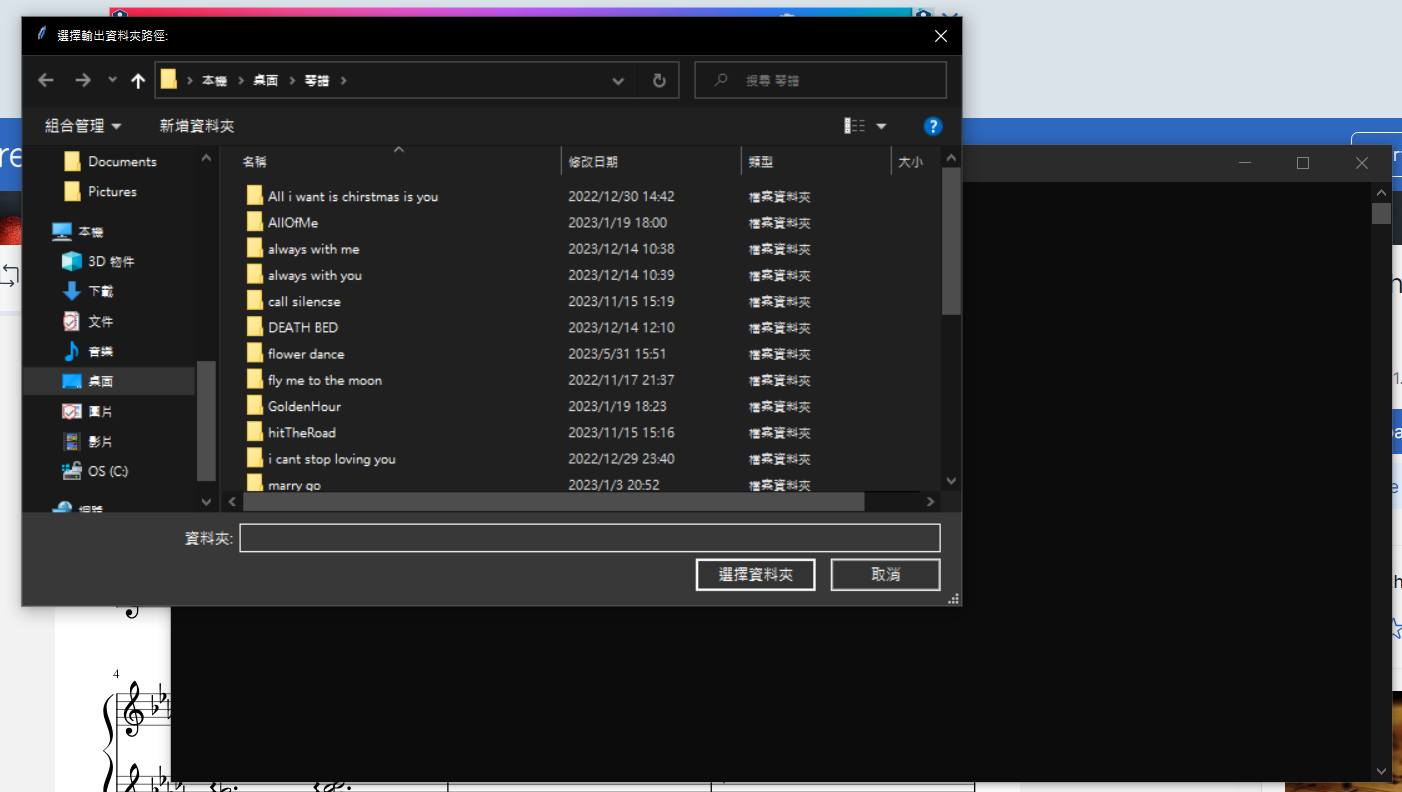 選擇輸出資料夾路徑:
本機 桌面 琴譜
搜尋 琴譜
組合管理 新增資料夾
Documents
Pictures
本機
3D 物件
下載
文件
音樂
桌面
圖片
影片
OS (C:)
網路
名稱 修改日期 類型 大小
All i want is chirstmas is you 2022/12/30 14:42 檔案資料夾
AllOfMe 2023/1/19 18:00 檔案資料夾
always with me 2023/12/14 10:38 檔案資料夾
always with you 2023/12/14 10:39 檔案資料夾
call silencse 2023/11/15 15:19 檔案資料夾
DEATH BED 2023/12/14 12:10 檔案資料夾
flower dance 2023/5/31 15:51 檔案資料夾
fly me to the moon 2022/11/17 21:37 檔案資料夾
GoldenHour 2023/1/19 18:23 檔案資料夾
hitTheRoad 2023/11/15 15:16 檔案資料夾
i cant stop loving you 2022/12/29 23:40 檔案資料夾
marry go 2023/1/3 20:52 檔案資料夾
資料夾:
選擇資料夾 取消
4